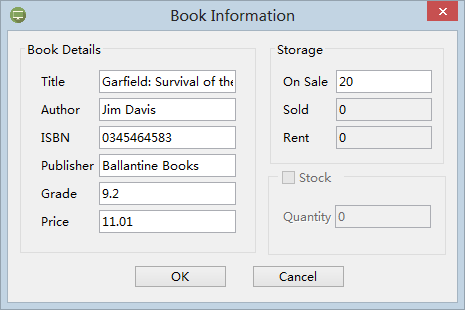 Book Information
Book Details
Title Garfield: Survival of the
Author Jim Davis
ISBN 0345464583
Publisher Ballantine Books
Grade 9.2
Price 11.01
Storage
On Sale 20
Sold 0
Rent 0
Stock
Quantity 0
OK Cancel